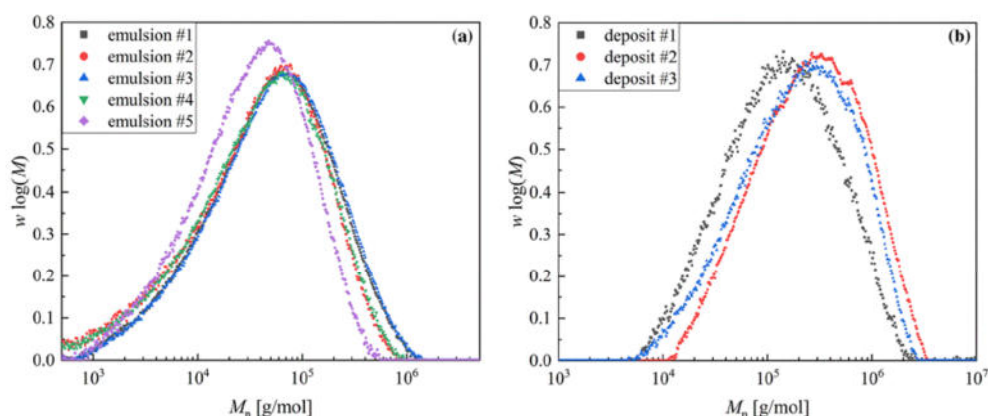 0.8
0.7
0.6
0.5
0.4
0.3
0.2
0.1
0.0
w log(M)
emulsion #1
emulsion #2
emulsion #3
emulsion #4
emulsion #5
(a)
10³ 10⁴ 10⁵ 10⁶
Mₙ [g/mol]
0.8
0.7
0.6
0.5
0.4
0.3
0.2
0.1
0.0
w log(M)
deposit #1
deposit #2
deposit #3
(b)
10³ 10⁴ 10⁵ 10⁶ 10⁷
Mₙ [g/mol]